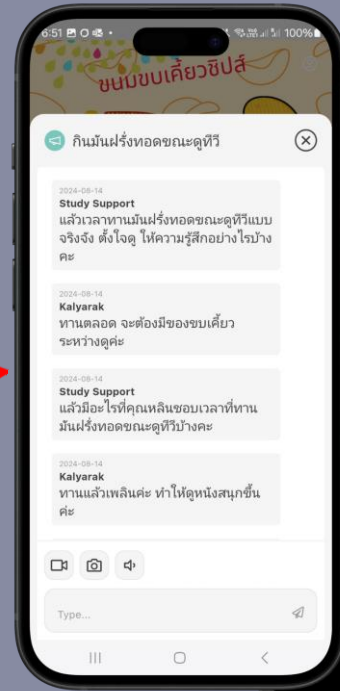 6:51
100%
ขนมขบเคี้ยวชิปส์
กินมันฝรั่งทอดขณะดูทีวี
2024-08-14
Study Support
แล้วเวลาทานมันฝรั่งทอดขณะดูทีวีแบบ
จริงจัง ตั้งใจดู ให้ความรู้สึกอย่างไรบ้าง
คะ
2024-08-14
Kalyarak
ทานตลอด จะต้องมีของขบเคี้ยว
ระหว่างดูค่ะ
2024-08-14
Study Support
แล้วมีอะไรที่คุณหลินชอบเวลาที่ทาน
มันฝรั่งทอดขณะดูทีวีบ้างคะ
2024-08-14
Kalyarak
ทานแล้วเพลินค่ะ ทำให้ดูหนังสนุกขึ้น
ค่ะ
Type...